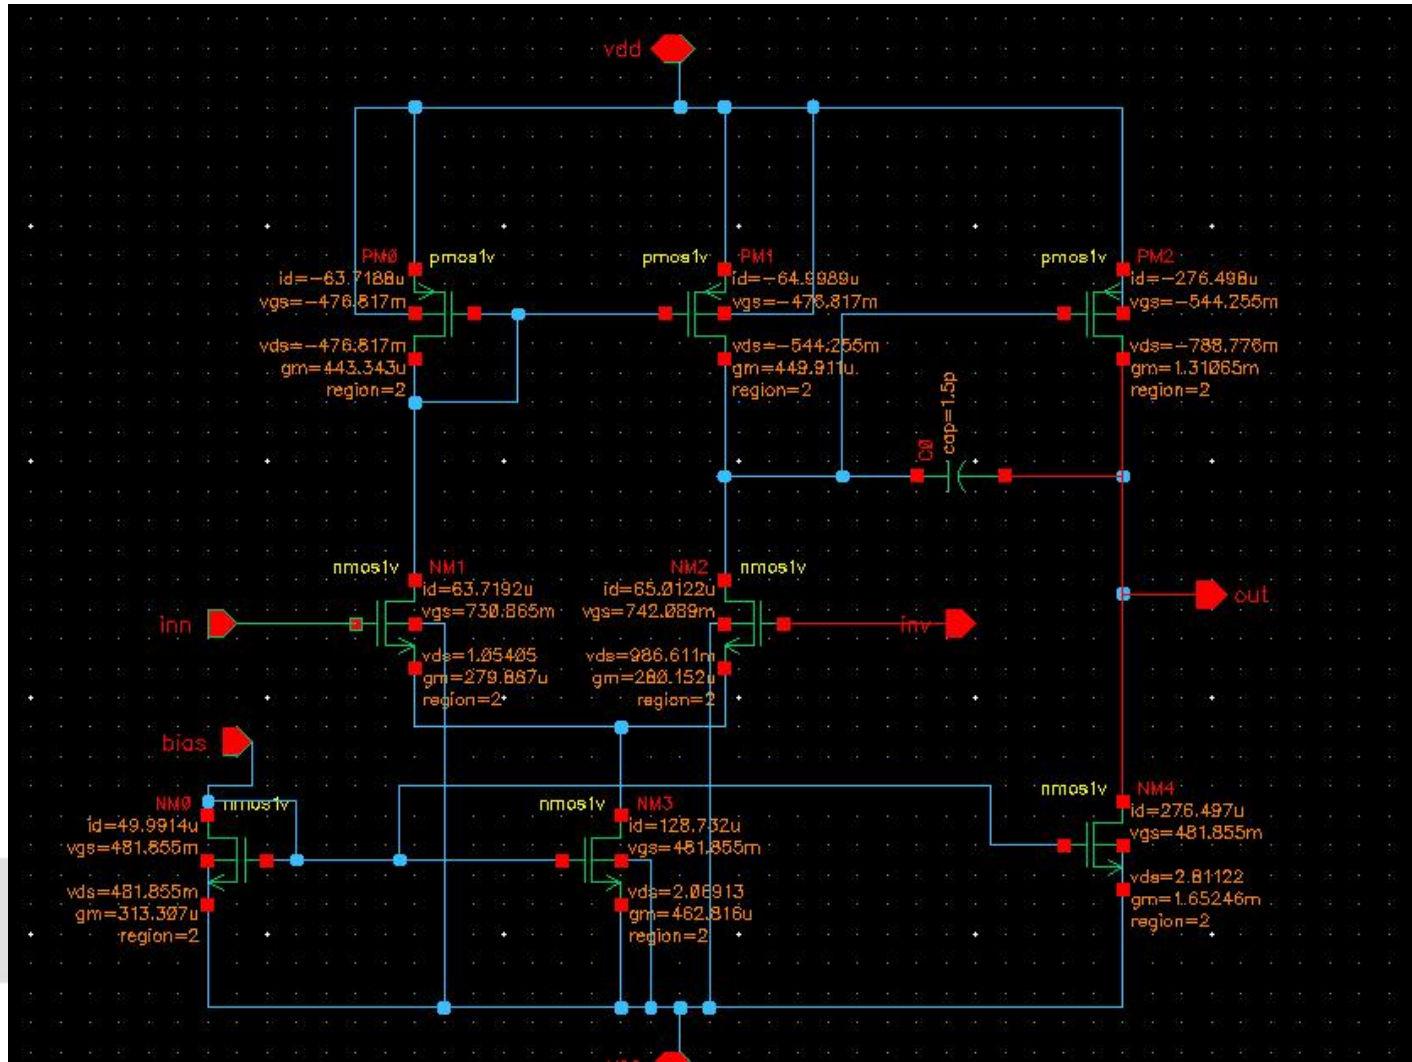 vdd
PM0
pmos1v
id=-63.7188u
vgs=-476.817m
vds=-476.817m
gm=443.343u
region=2
pmos1v
PM1
id=-64.9989u
vgs=-476.817m
vds=-544.255m
gm=449.911u
region=2
pmos1v
PM2
id=-276.498u
vgs=-544.255m
vds=-788.776m
gm=1.31065m
region=2
C0
cap=1.5p
nmos1v
NM1
id=63.7192u
vgs=730.865m
vds=1.05405
gm=279.887u
region=2
NM2
nmos1v
id=65.0122u
vgs=742.089m
vds=986.611m
gm=280.152u
region=2
inn
inv
out
bias
NM0
nmos1v
id=49.9914u
vgs=481.855m
vds=481.855m
gm=313.307u
region=2
nmos1v
NM3
id=128.732u
vgs=481.855m
vds=2.06913
gm=462.816u
region=2
nmos1v
NM4
id=276.497u
vgs=481.855m
vds=2.81122
gm=1.65246m
region=2